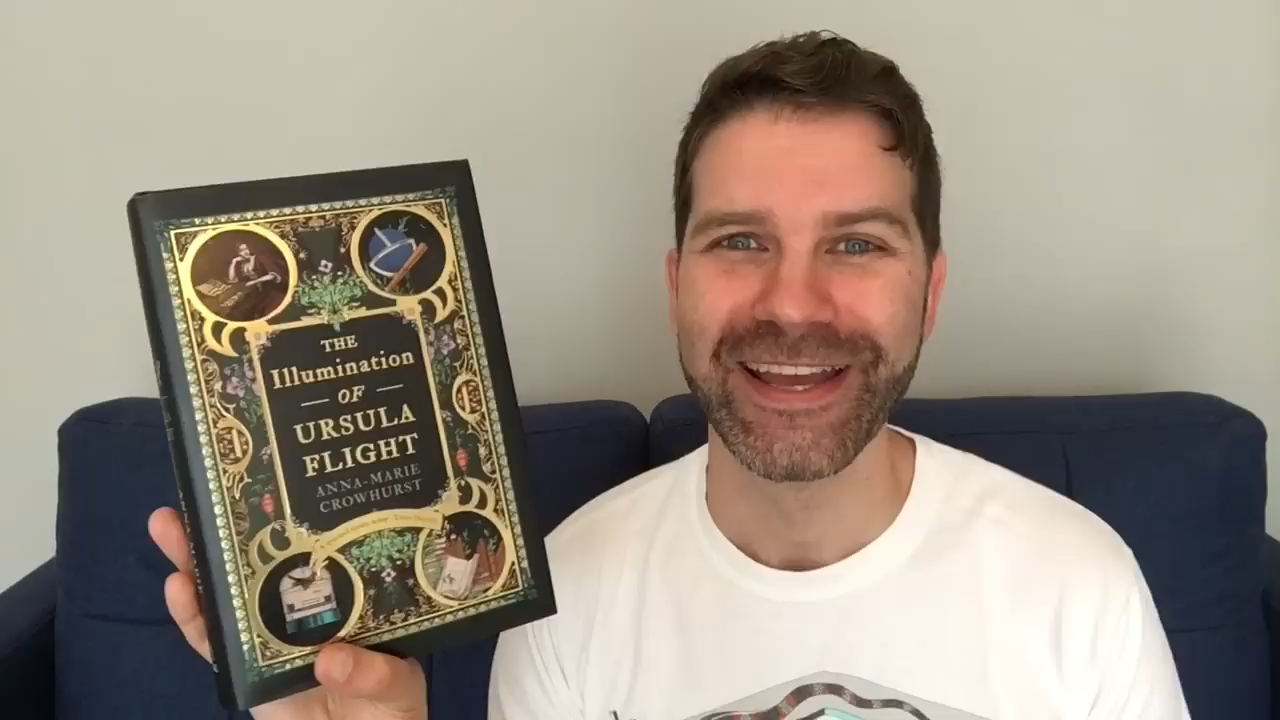 THE
Illumination
OF
URSULA
FLIGHT
ANNA-MARIE
CROWHURST